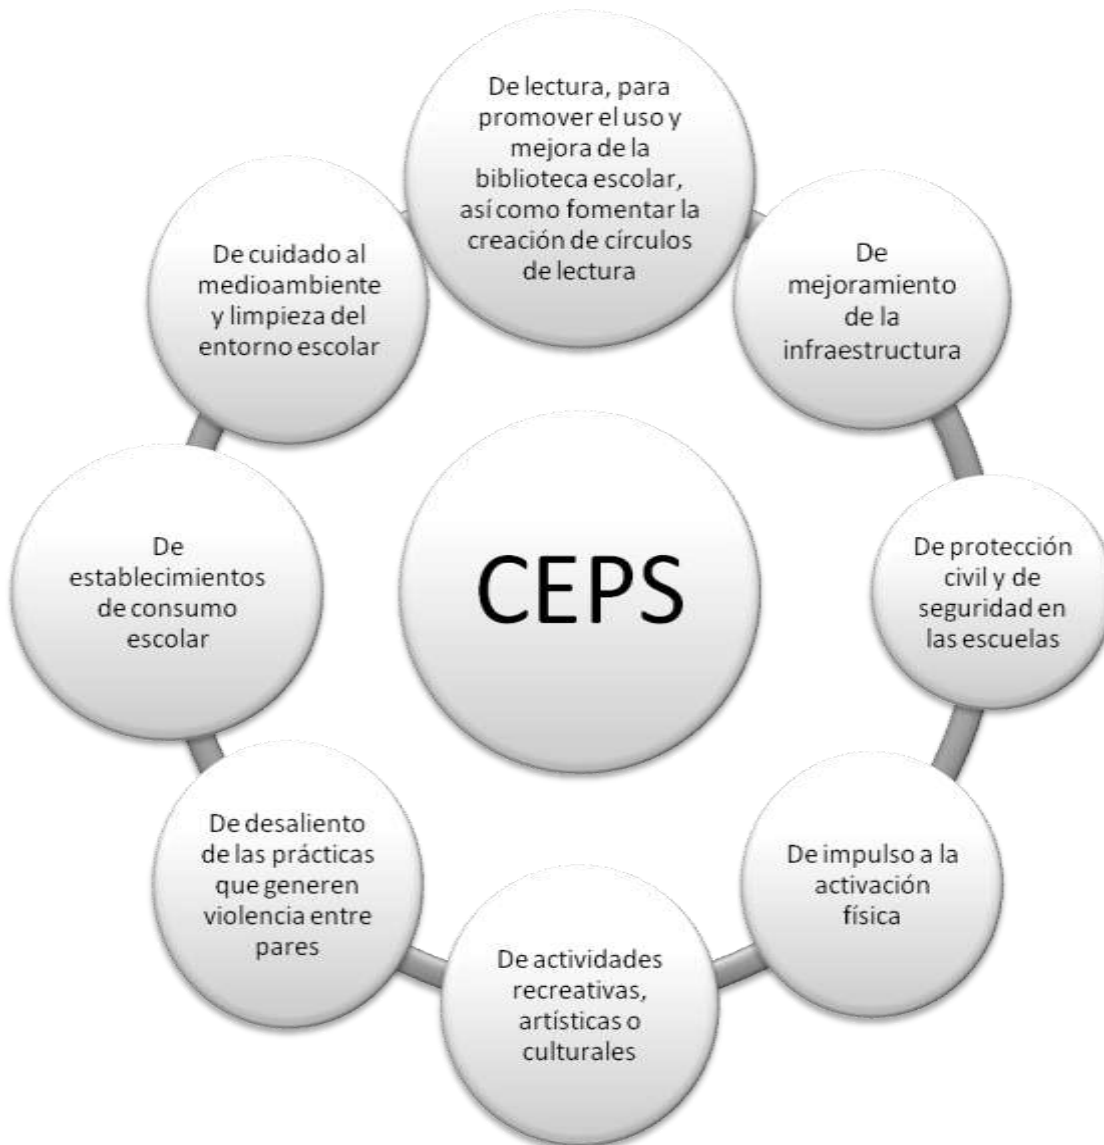 De lectura, para
promover el uso y
mejora de la
biblioteca escolar,
así como fomentar la
creación de círculos
de lectura
De
mejoramiento
de la
infraestructura
De protección
civil y de
seguridad en
las escuelas
De impulso a la
activación
física
De actividades
recreativas,
artísticas o
culturales
De desaliento
de las prácticas
que generen
violencia entre
pares
De
establecimientos
de consumo
escolar
De cuidado al
medioambiente
y limpieza del
entorno escolar
CEPS